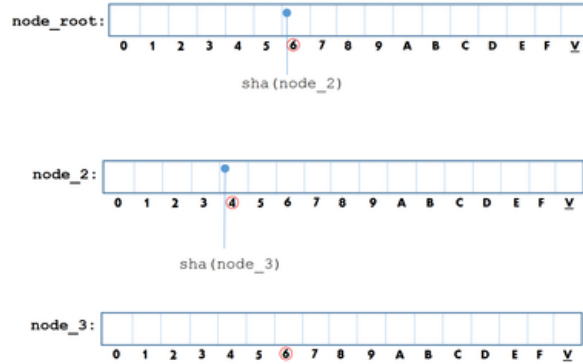 node_root:
0 1 2 3 4 5 6 7 8 9 A B C D E F V
sha(node_2)
node_2:
0 1 2 3 4 5 6 7 8 9 A B C D E F V
sha(node_3)
node_3:
0 1 2 3 4 5 6 7 8 9 A B C D E F V